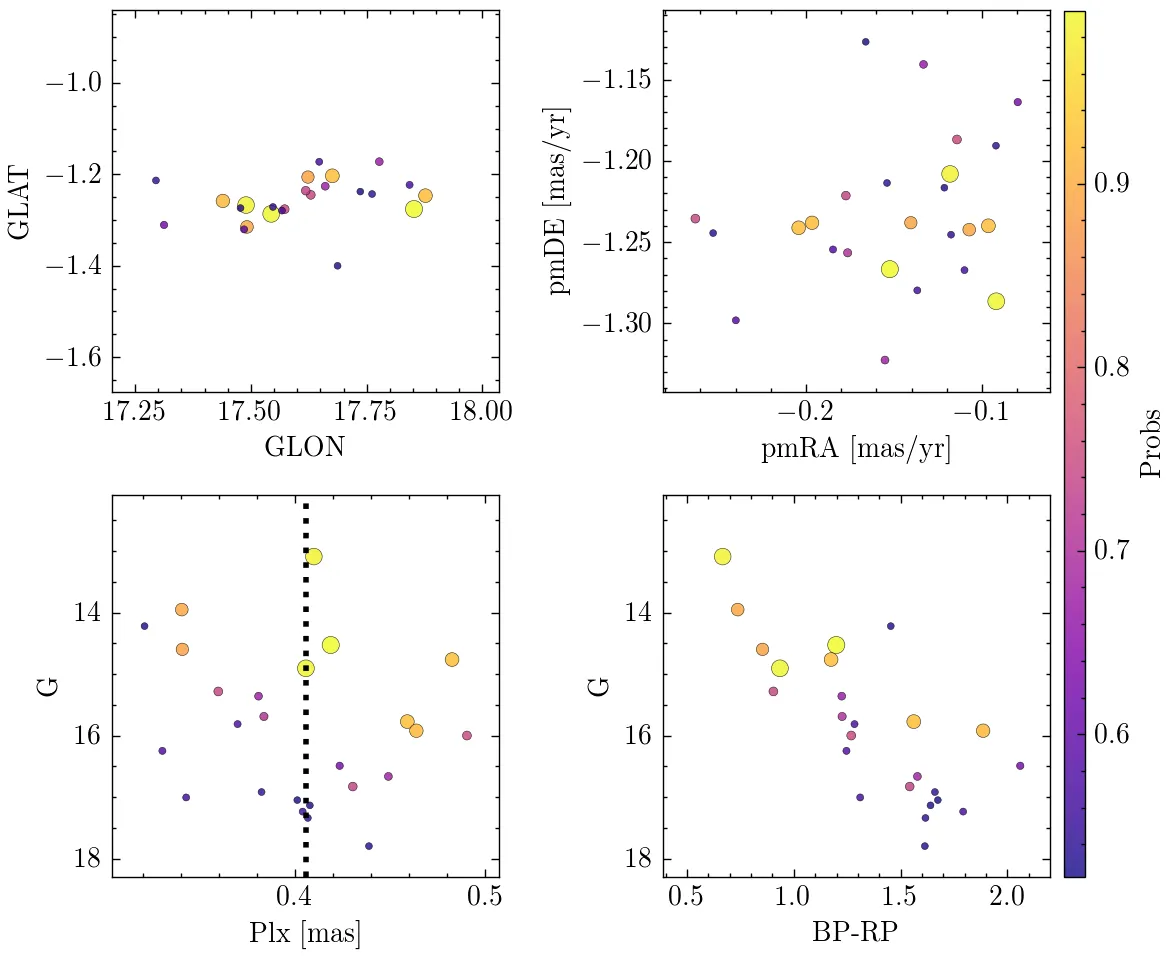 −1.0
−1.2
−1.4
−1.6
GLAT
17.25 17.50 17.75 18.00
GLON
−1.15
−1.20
−1.25
−1.30
pmDE [mas/yr]
−0.2 −0.1
pmRA [mas/yr]
0.9
0.8
0.7
0.6
Probs
14
16
18
G
0.4 0.5
Plx [mas]
14
16
18
G
0.5 1.0 1.5 2.0
BP-RP